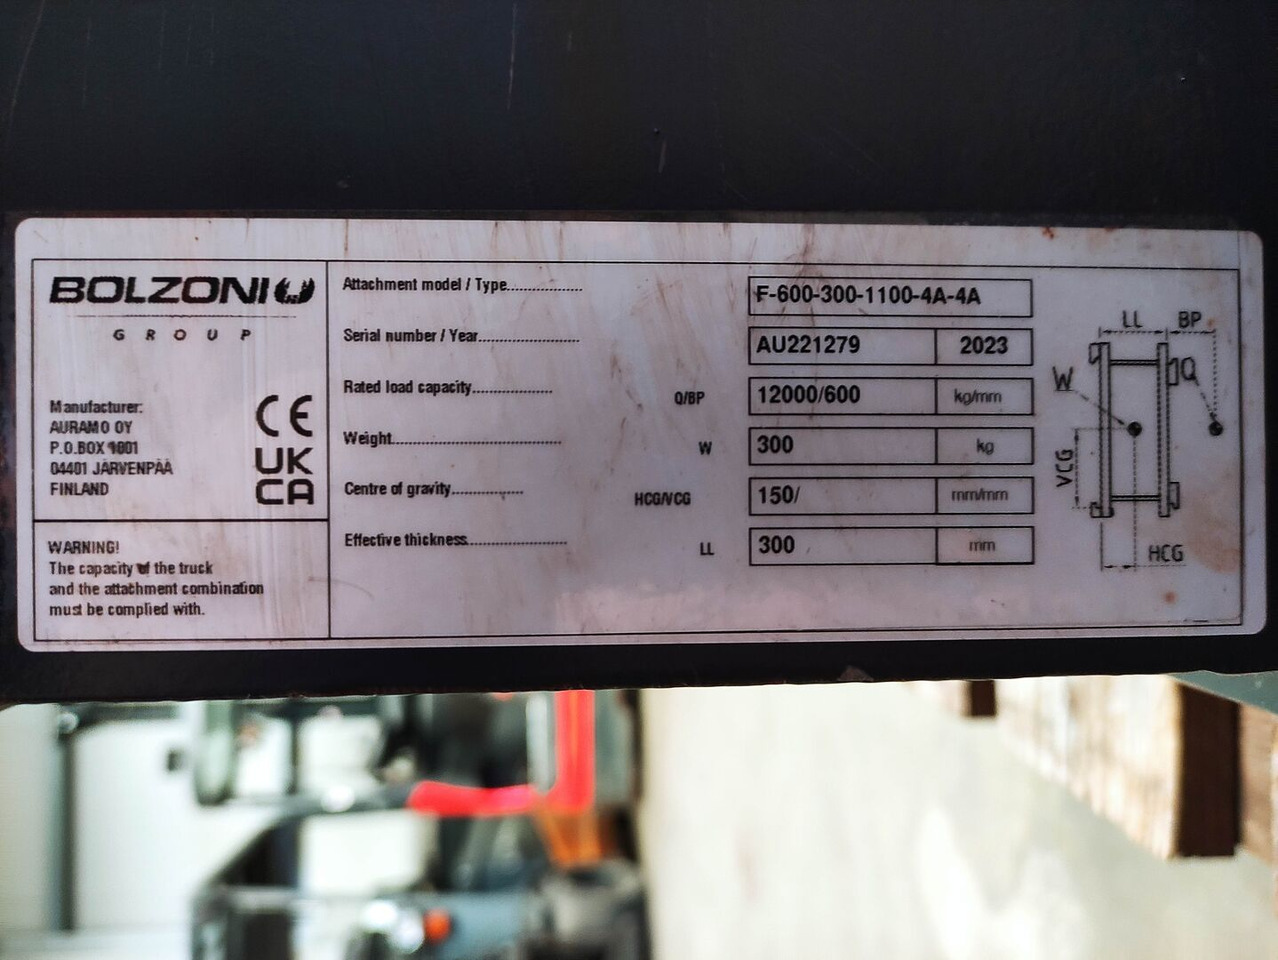 BOLZONI
GROUP
Manufacturer:
AURAMO OY
P.O.BOX 1001
04401 JÄRVENPÄÄ
FINLAND
CE
UK
CA
WARNING!
The capacity of the truck
and the attachment combination
must be complied with.
Attachment model / Type.................. F-600-300-1100-4A-4A
Serial number / Year........................ AU221279 2023
Rated load capacity................... Q/BP 12000/600 kg/mm
Weight........................................ W 300 kg
Centre of gravity................. HCG/VCG 150/ mm/mm
Effective thickness....................... LL 300 mm
LL BP
W Q
VCG
HCG